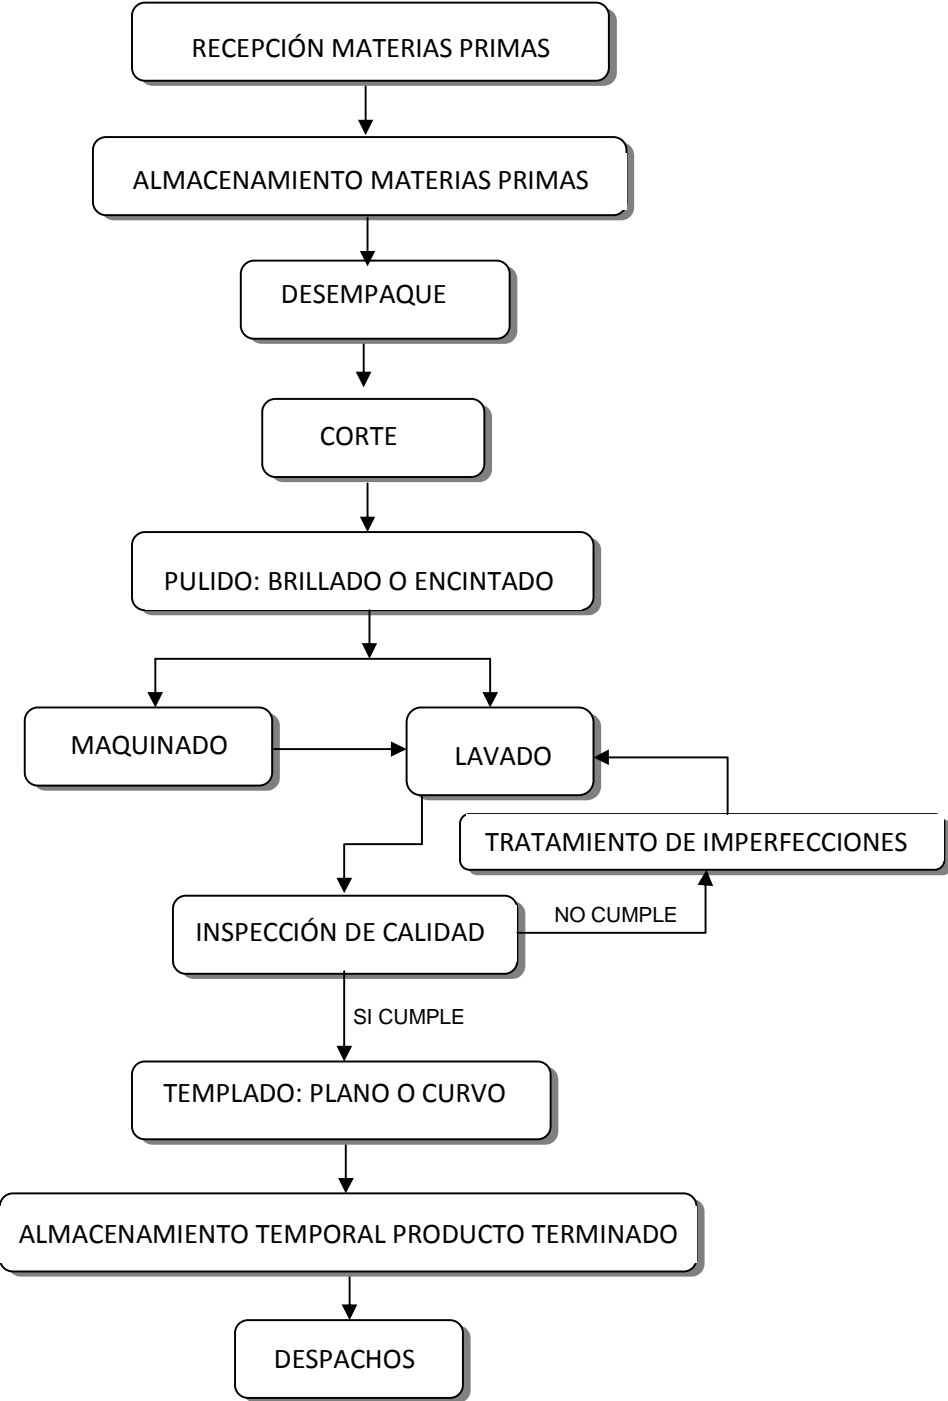 RECEPCIÓN MATERIAS PRIMAS
ALMACENAMIENTO MATERIAS PRIMAS
DESEMPAQUE
CORTE
PULIDO: BRILLADO O ENCINTADO
MAQUINADO
LAVADO
TRATAMIENTO DE IMPERFECCIONES
NO CUMPLE
INSPECCIÓN DE CALIDAD
SI CUMPLE
TEMPLADO: PLANO O CURVO
ALMACENAMIENTO TEMPORAL PRODUCTO TERMINADO
DESPACHOS